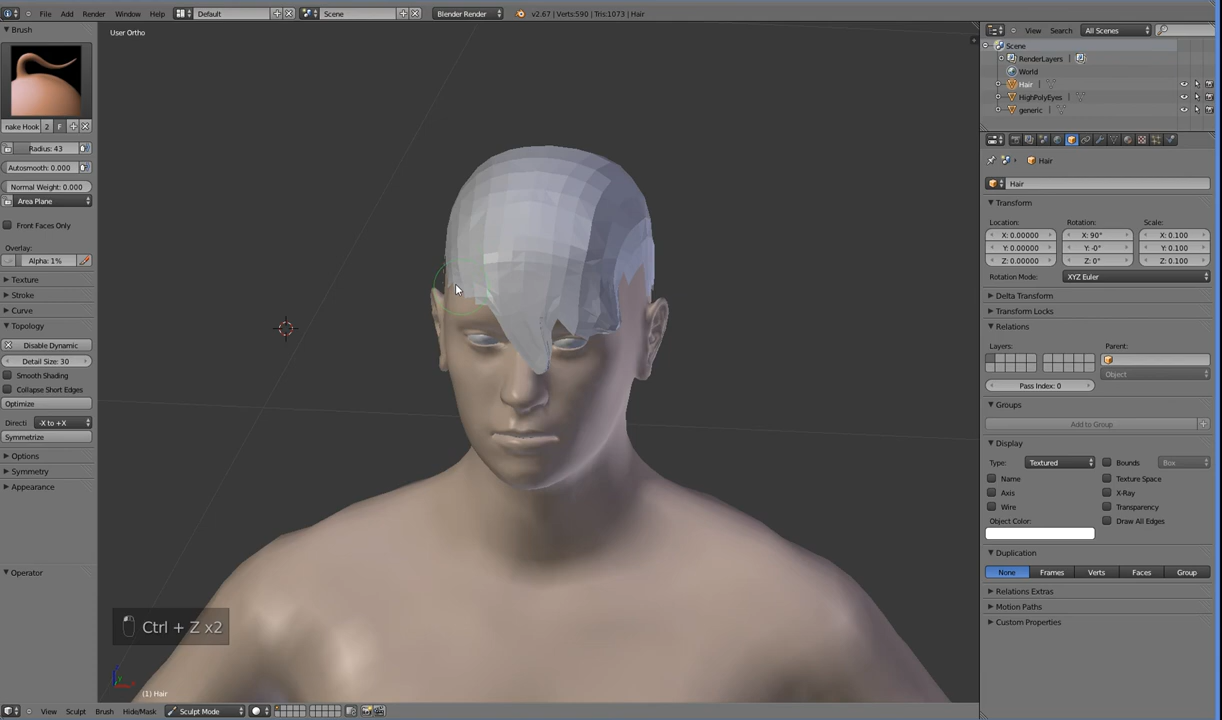 File Add Render Window Help Default Scene Blender Render v2.67 | Verts:590 | Tris:1073 | Hair
Brush
nake Hook 2 F
Radius: 43
Autosmooth: 0.000
Normal Weight: 0.000
Area Plane
Front Faces Only
Overlay:
Alpha: 1%
Texture
Stroke
Curve
Topology
Disable Dynamic
Detail Size: 30
Smooth Shading
Collapse Short Edges
Optimize
Directi -X to +X
Symmetrize
Options
Symmetry
Appearance
Operator
User Ortho
Ctrl + Z x2
(1) Hair
View Sculpt Brush Hide/Mask Sculpt Mode
View Search All Scenes
Scene
RenderLayers |
World
Hair |
HighPolyEyes |
generic |
Hair
Hair
Transform
Location: Rotation: Scale:
X: 0.00000 X: 90° X: 0.100
Y: 0.00000 Y: -0° Y: 0.100
Z: 0.00000 Z: 0° Z: 0.100
Rotation Mode: XYZ Euler
Delta Transform
Transform Locks
Relations
Layers: Parent:
Object
Pass Index: 0
Groups
Add to Group
Display
Type: Textured Bounds Box
Name Texture Space
Axis X-Ray
Wire Transparency
Object Color: Draw All Edges
Duplication
None Frames Verts Faces Group
Relations Extras
Motion Paths
Custom Properties